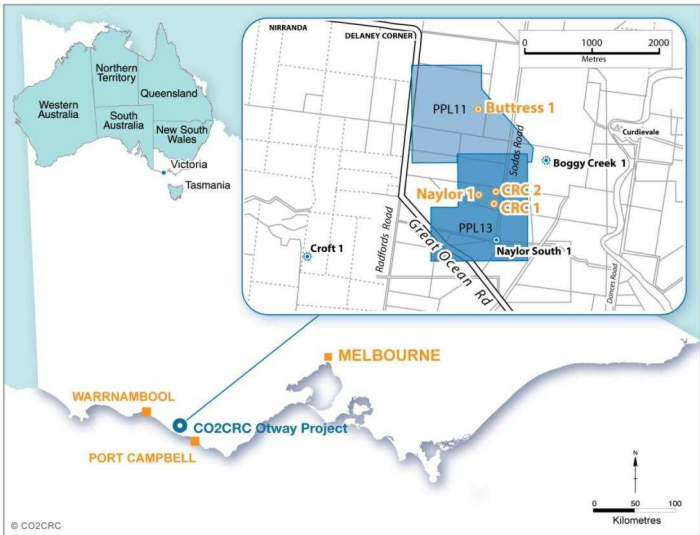 NIRRANDA
DELANEY CORNER
0 1000 2000
Metres
Northern
Territory
Queensland
Western
Australia
South
Australia
New South
Wales
Victoria
Tasmania
PPL11
Buttress 1
Sodas Road
Curdievale
Boggy Creek 1
Naylor 1
CRC 2
CRC 1
PPL13
Naylor South 1
Radfords Road
Great Ocean Rd
Croft 1
Dances Road
MELBOURNE
WARRNAMBOOL
CO2CRC Otway Project
PORT CAMPBELL
N
0 50 100
Kilometres
© CO2CRC